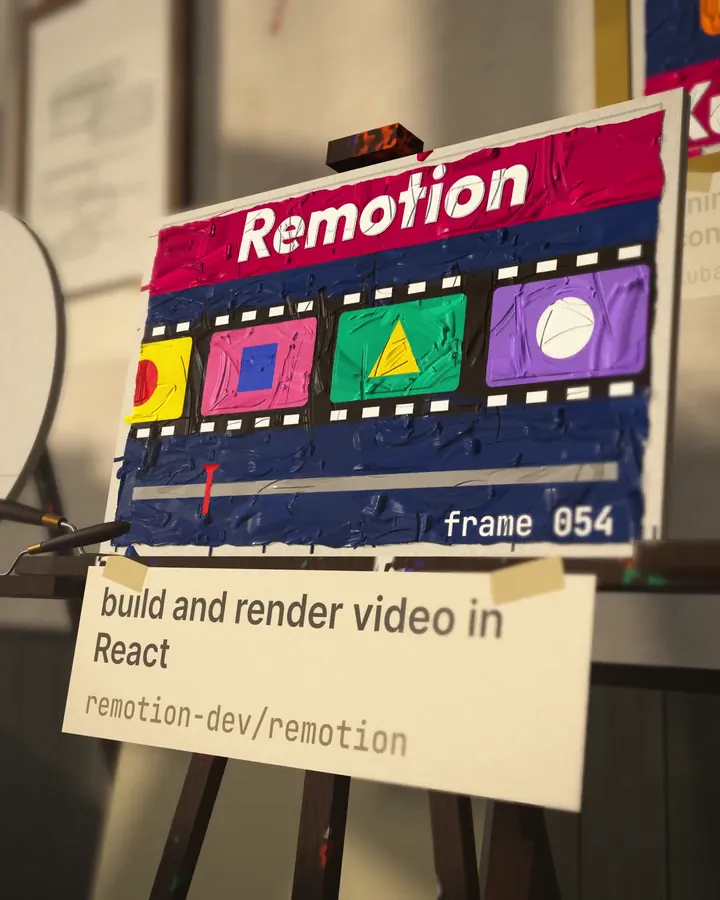 Remotion
frame 054
build and render video in
React
remotion-dev/remotion